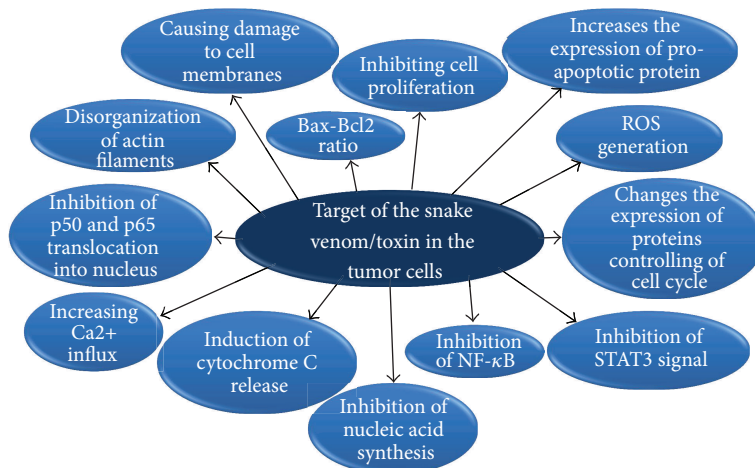 Causing damage
to cell
membranes
Inhibiting cell
proliferation
Increases the
expression of pro-
apoptotic protein
Disorganization
of actin
filaments
Bax-Bcl2
ratio
ROS
generation
Inhibition of
p50 and p65
translocation
into nucleus
Target of the snake
venom/toxin in the
tumor cells
Changes the
expression of
proteins
controlling of
cell cycle
Increasing
Ca2+
influx
Induction of
cytochrome C
release
Inhibition of
nucleic acid
synthesis
Inhibition
of NF-κB
Inhibition of
STAT3 signal